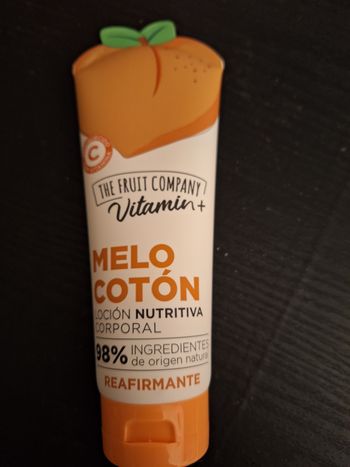 C
THE FRUIT COMPANY
Vitamin+
MELO
COTÓN
LOCIÓN NUTRITIVA
CORPORAL
98% INGREDIENTES
de origen natural
REAFIRMANTE